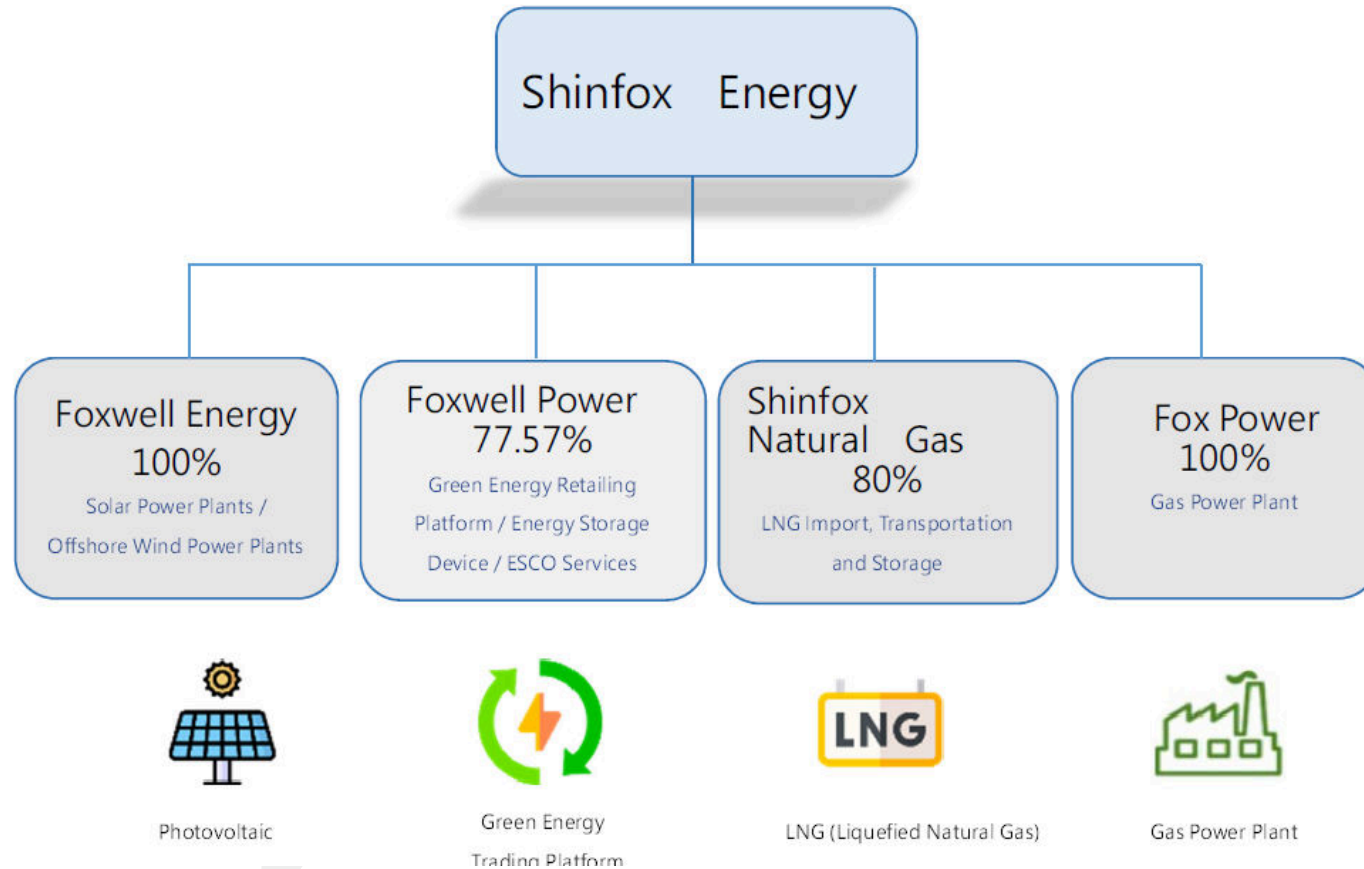 Shinfox Energy
Foxwell Energy
100%
Solar Power Plants /
Offshore Wind Power Plants
Foxwell Power
77.57%
Green Energy Retailing
Platform / Energy Storage
Device / ESCO Services
Shinfox
Natural Gas
80%
LNG Import, Transportation
and Storage
Fox Power
100%
Gas Power Plant
LNG
Photovoltaic
Green Energy
Trading Platform
LNG (Liquefied Natural Gas)
Gas Power Plant